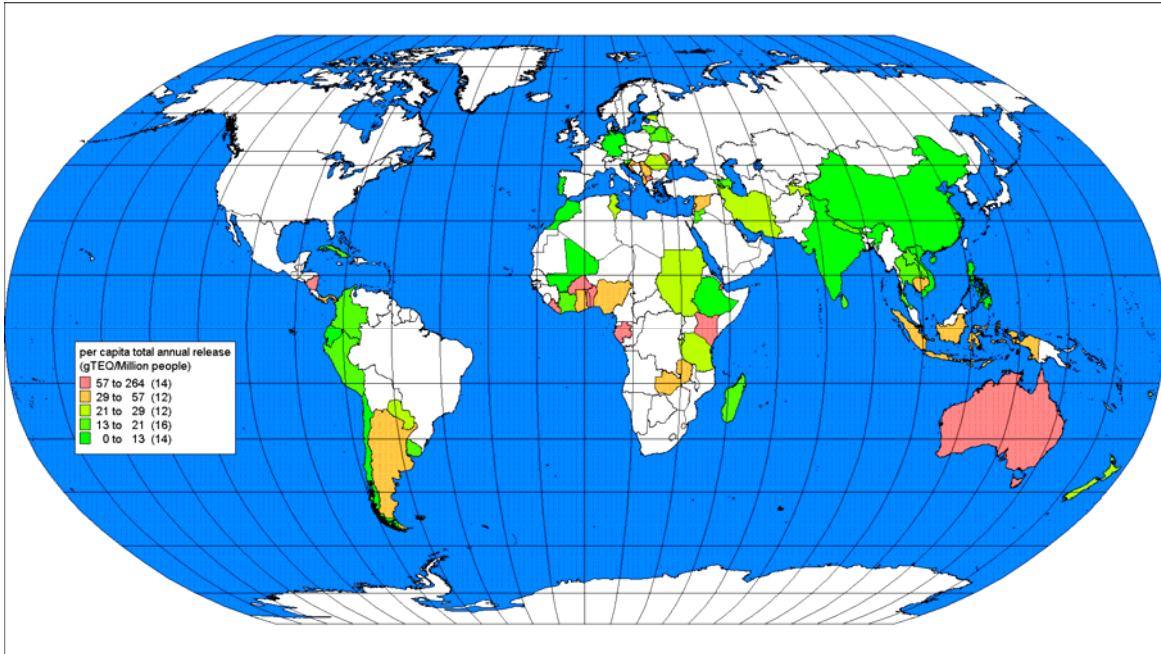 per capita total annual release
(gTEQ/Million people)
57 to 264 (14)
29 to 57 (12)
21 to 29 (12)
13 to 21 (16)
0 to 13 (14)